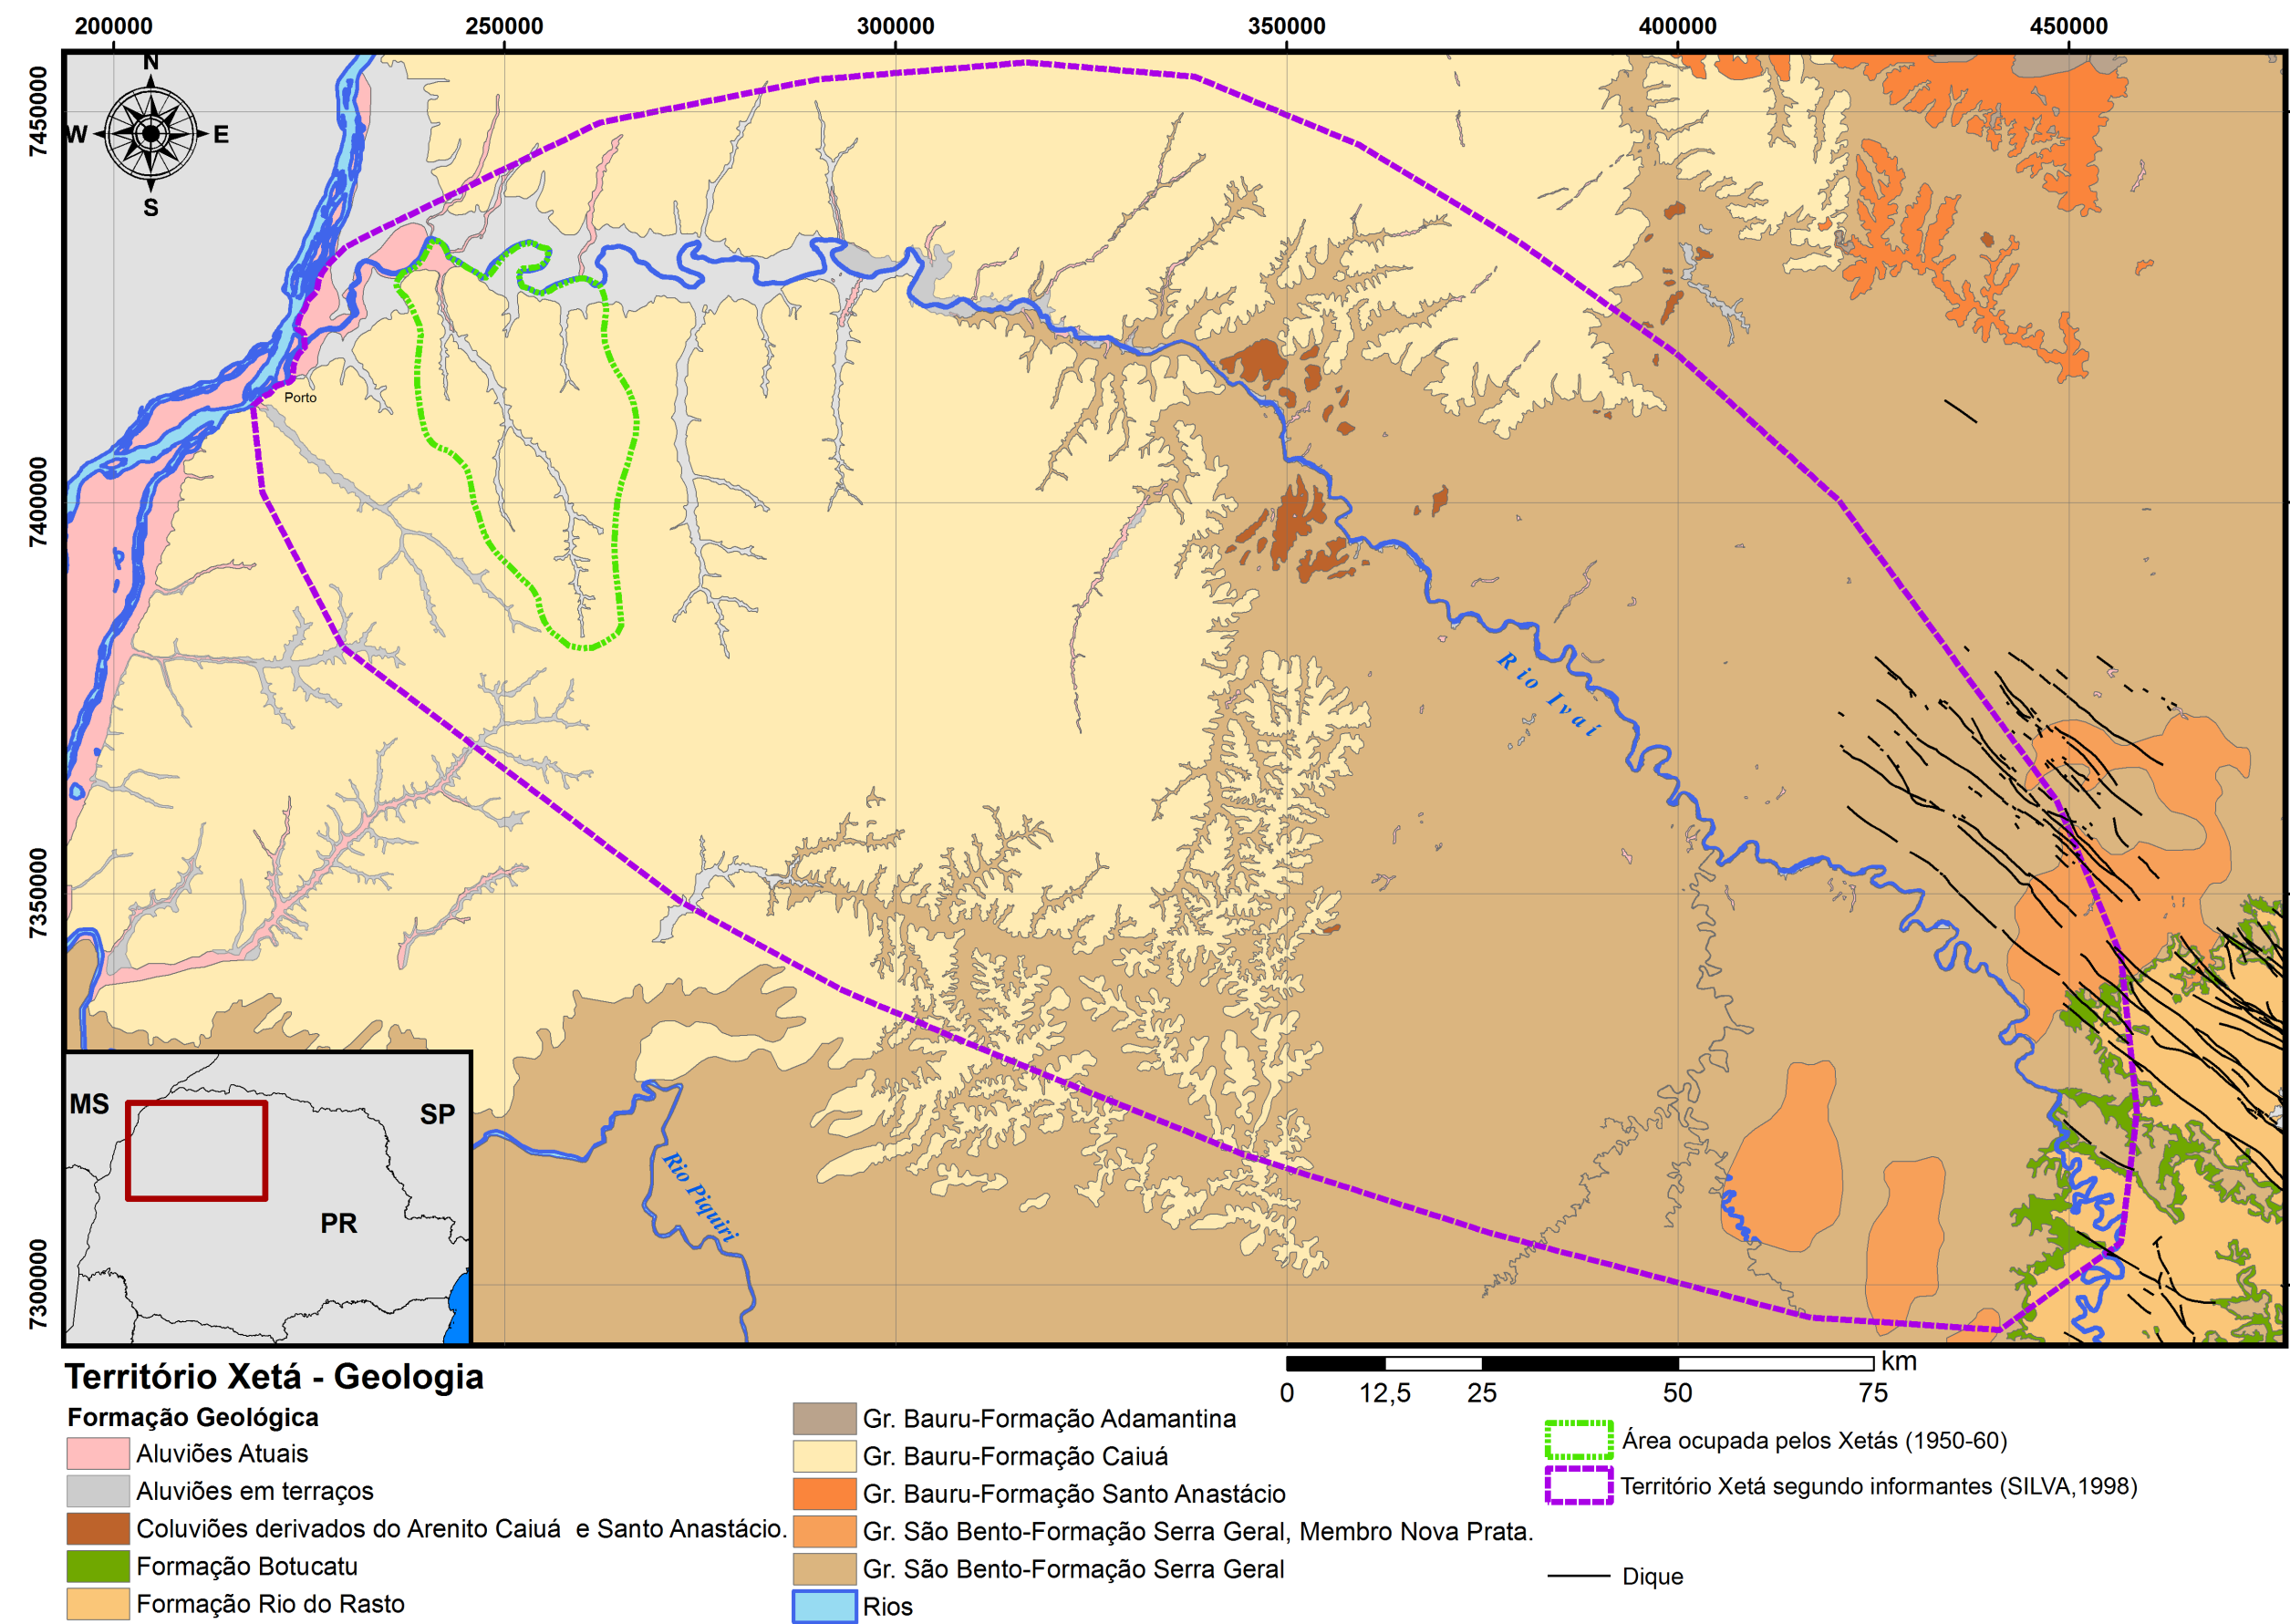 200000 250000 300000 350000 400000 450000
7450000
7400000
7350000
7300000
N
W E
S
Porto
Rio Ivaí
Rio Piquiri
MS
SP
PR
Território Xetá - Geologia
0 12,5 25 50 75 km
Formação Geológica
Aluviões Atuais
Aluviões em terraços
Coluviões derivados do Arenito Caiuá e Santo Anastácio.
Formação Botucatu
Formação Rio do Rasto
Gr. Bauru-Formação Adamantina
Gr. Bauru-Formação Caiuá
Gr. Bauru-Formação Santo Anastácio
Gr. São Bento-Formação Serra Geral, Membro Nova Prata.
Gr. São Bento-Formação Serra Geral
Rios
Área ocupada pelos Xetás (1950-60)
Território Xetá segundo informantes (SILVA,1998)
Dique